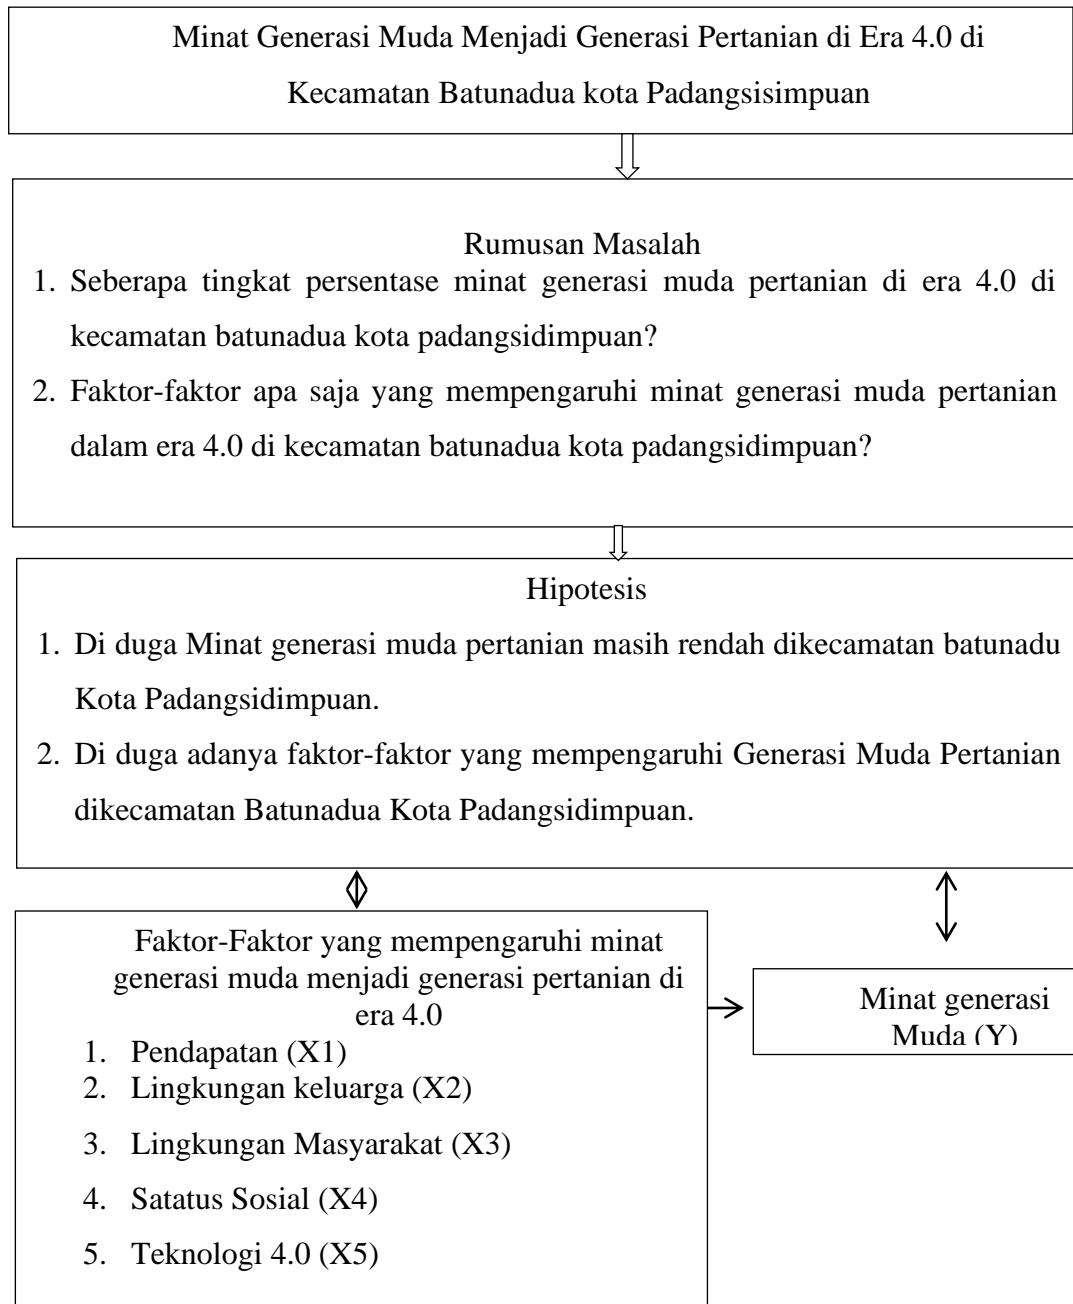 Minat Generasi Muda Menjadi Generasi Pertanian di Era 4.0 di
Kecamatan Batunadua kota Padangsisimpuan
Rumusan Masalah
1. Seberapa tingkat persentase minat generasi muda pertanian di era 4.0 di
kecamatan batunadua kota padangsidimpuan?
2. Faktor-faktor apa saja yang mempengaruhi minat generasi muda pertanian
dalam era 4.0 di kecamatan batunadua kota padangsidimpuan?
Hipotesis
1. Di duga Minat generasi muda pertanian masih rendah dikecamatan batunadu
Kota Padangsidimpuan.
2. Di duga adanya faktor-faktor yang mempengaruhi Generasi Muda Pertanian
dikecamatan Batunadua Kota Padangsidimpuan.
Faktor-Faktor yang mempengaruhi minat
generasi muda menjadi generasi pertanian di
era 4.0
1. Pendapatan (X1)
2. Lingkungan keluarga (X2)
3. Lingkungan Masyarakat (X3)
4. Satatus Sosial (X4)
5. Teknologi 4.0 (X5)
Minat generasi
Muda (Y)